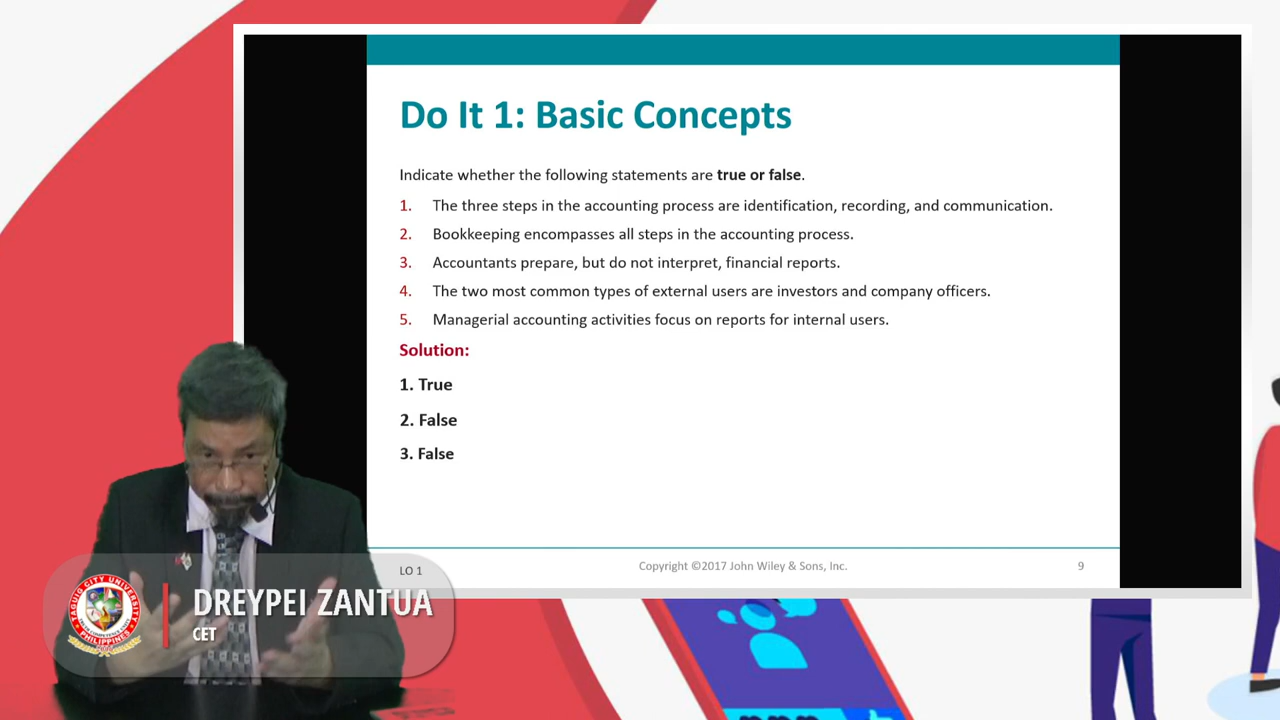 Do It 1: Basic Concepts
Indicate whether the following statements are true or false.
1. The three steps in the accounting process are identification, recording, and communication.
2. Bookkeeping encompasses all steps in the accounting process.
3. Accountants prepare, but do not interpret, financial reports.
4. The two most common types of external users are investors and company officers.
5. Managerial accounting activities focus on reports for internal users.
Solution:
1. True
2. False
3. False
LO 1
Copyright ©2017 John Wiley & Sons, Inc.
9
DREYPEI ZANTUA
CET
TAGUIG CITY UNIVERSITY
PHILIPPINES